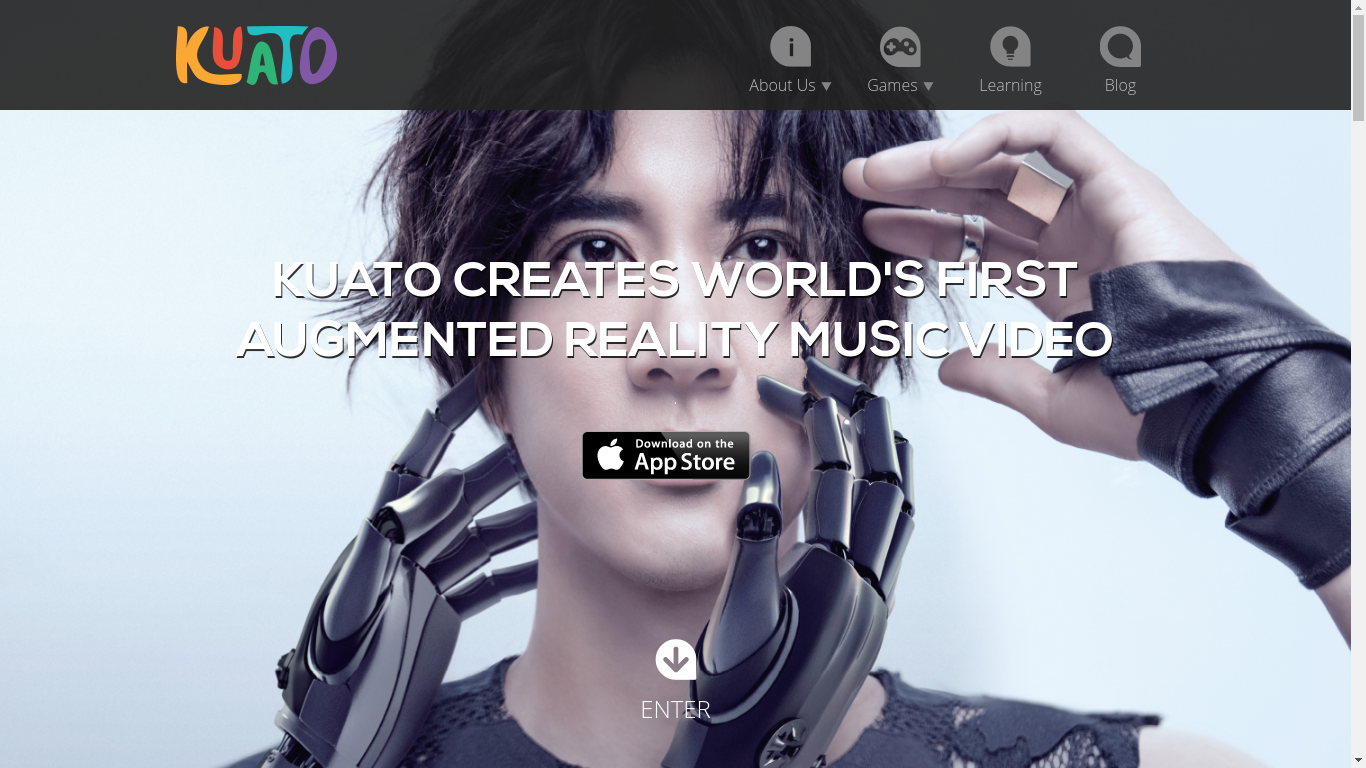 KUATO
About Us
Games
Learning
Blog
KUATO CREATES WORLD'S FIRST
AUGMENTED REALITY MUSIC VIDEO
Download on the
App Store
ENTER